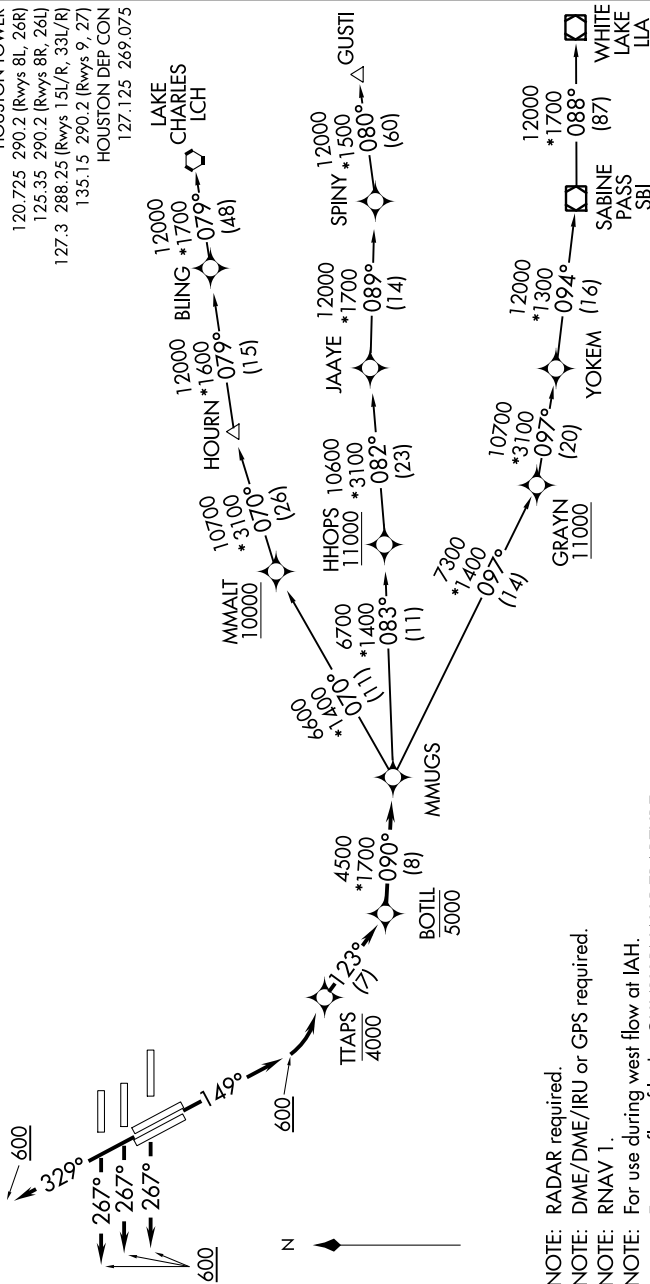 HOUSTON TOWER
120.725 290.2 (Rwys 8L, 26R)
125.35 290.2 (Rwys 8R, 26L)
127.3 288.25 (Rwys 15L/R, 33L/R)
135.15 290.2 (Rwys 9, 27)
HOUSTON DEP CON
127.125 269.075
600
329°
267°
267°
267°
600
149°
600
N
TTAPS
4000
123°
(7)
BOTLL
5000
4500
*1700
090°
(8)
MMUGS
6600
*1400
070°
(11)
MMALT
10000
10700
*3100
070°
(26)
HOURN
12000
*1600
079°
(15)
BLING
12000
*1700
079°
(48)
LAKE
CHARLES
LCH
6700
*1400
083°
(11)
HHOPS
11000
10600
*3100
082°
(23)
JAAYE
12000
*1700
089°
(14)
SPINY
12000
*1500
080°
(60)
GUSTI
7300
*1400
097°
(14)
GRAYN
11000
10700
*3100
097°
(20)
YOKEM
12000
*1300
094°
(16)
SABINE
PASS
SBI
12000
*1700
088°
(87)
WHITE
LAKE
LLA
NOTE: RADAR required.
NOTE: DME/DME/IRU or GPS required.
NOTE: RNAV 1.
NOTE: For use during west flow at IAH.